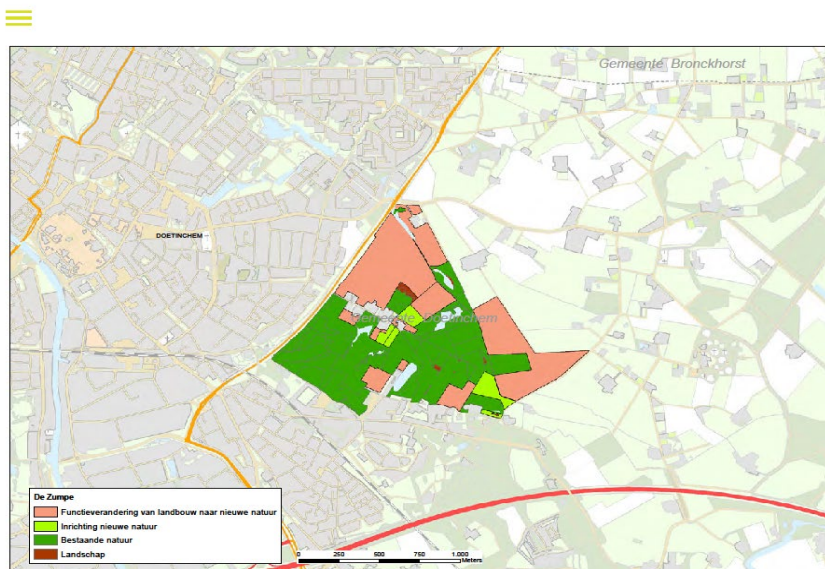 Gemeente Bronckhorst
DOETINCHEM
Gemeente Doetinchem
De Zumpe
Functieverandering van landbouw naar nieuwe natuur
Inrichting nieuwe natuur
Bestaande natuur
Landschap
0 250 500 750 1.000
Meters